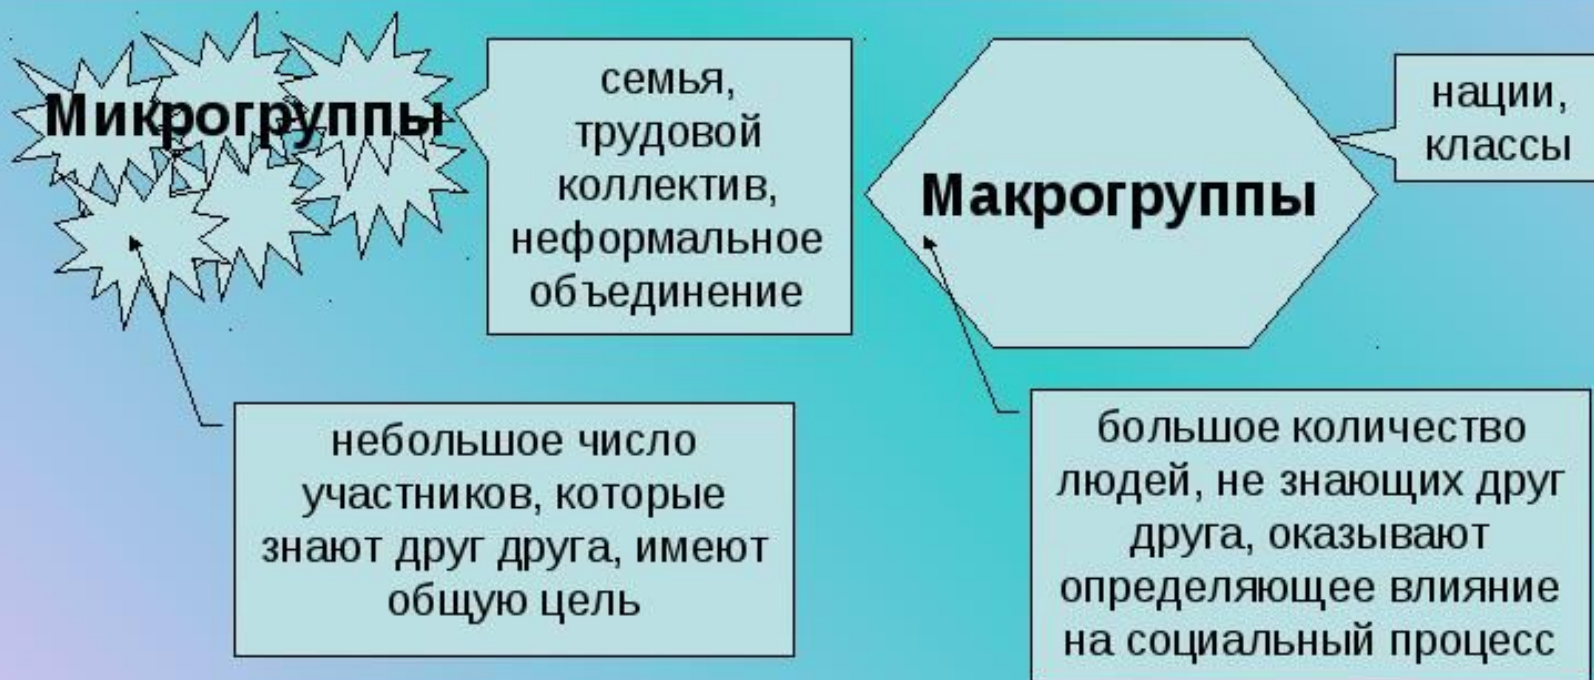 Микрогруппы
семья,
трудовой
коллектив,
неформальное
объединение
небольшое число
участников, которые
знают друг друга, имеют
общую цель
Макрогруппы
нации,
классы
большое количество
людей, не знающих друг
друга, оказывают
определяющее влияние
на социальный процесс